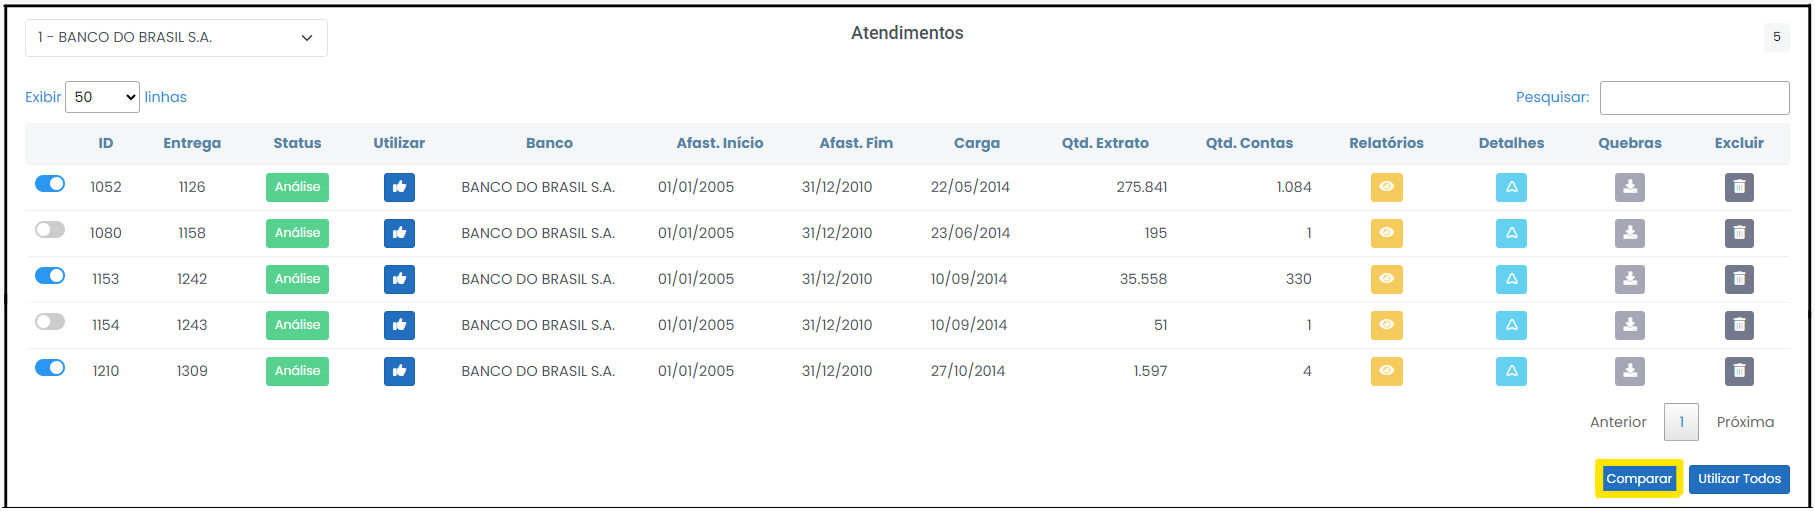 1 - BANCO DO BRASIL S.A. Atendimentos 5
Exibir 50 linhas Pesquisar:
ID Entrega Status Utilizar Banco Afast. Início Afast. Fim Carga Qtd. Extrato Qtd. Contas Relatórios Detalhes Quebras Excluir
1052 1126 Análise BANCO DO BRASIL S.A. 01/01/2005 31/12/2010 22/05/2014 275.841 1.084
1080 1158 Análise BANCO DO BRASIL S.A. 01/01/2005 31/12/2010 23/06/2014 195 1
1153 1242 Análise BANCO DO BRASIL S.A. 01/01/2005 31/12/2010 10/09/2014 35.558 330
1154 1243 Análise BANCO DO BRASIL S.A. 01/01/2005 31/12/2010 10/09/2014 51 1
1210 1309 Análise BANCO DO BRASIL S.A. 01/01/2005 31/12/2010 27/10/2014 1.597 4
Anterior 1 Próxima
Comparar Utilizar Todos